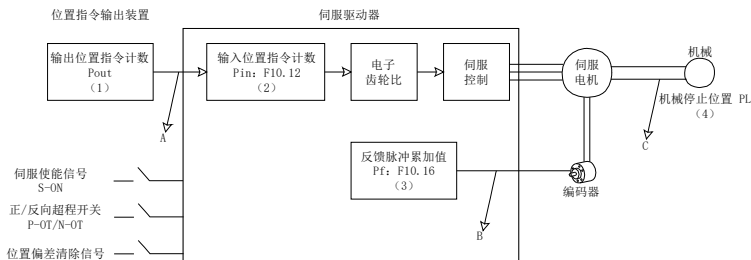 位置指令输出装置
伺服驱动器
输出位置指令计数
Pout
（1）
输入位置指令计数
Pin：F10.12
（2）
电子
齿轮比
伺服
控制
伺服
电机
机械
机械停止位置 PL
（4）
A
C
反馈脉冲累加值
Pf：F10.16
（3）
B
编码器
伺服使能信号
S-ON
正/反向超程开关
P-OT/N-OT
位置偏差清除信号